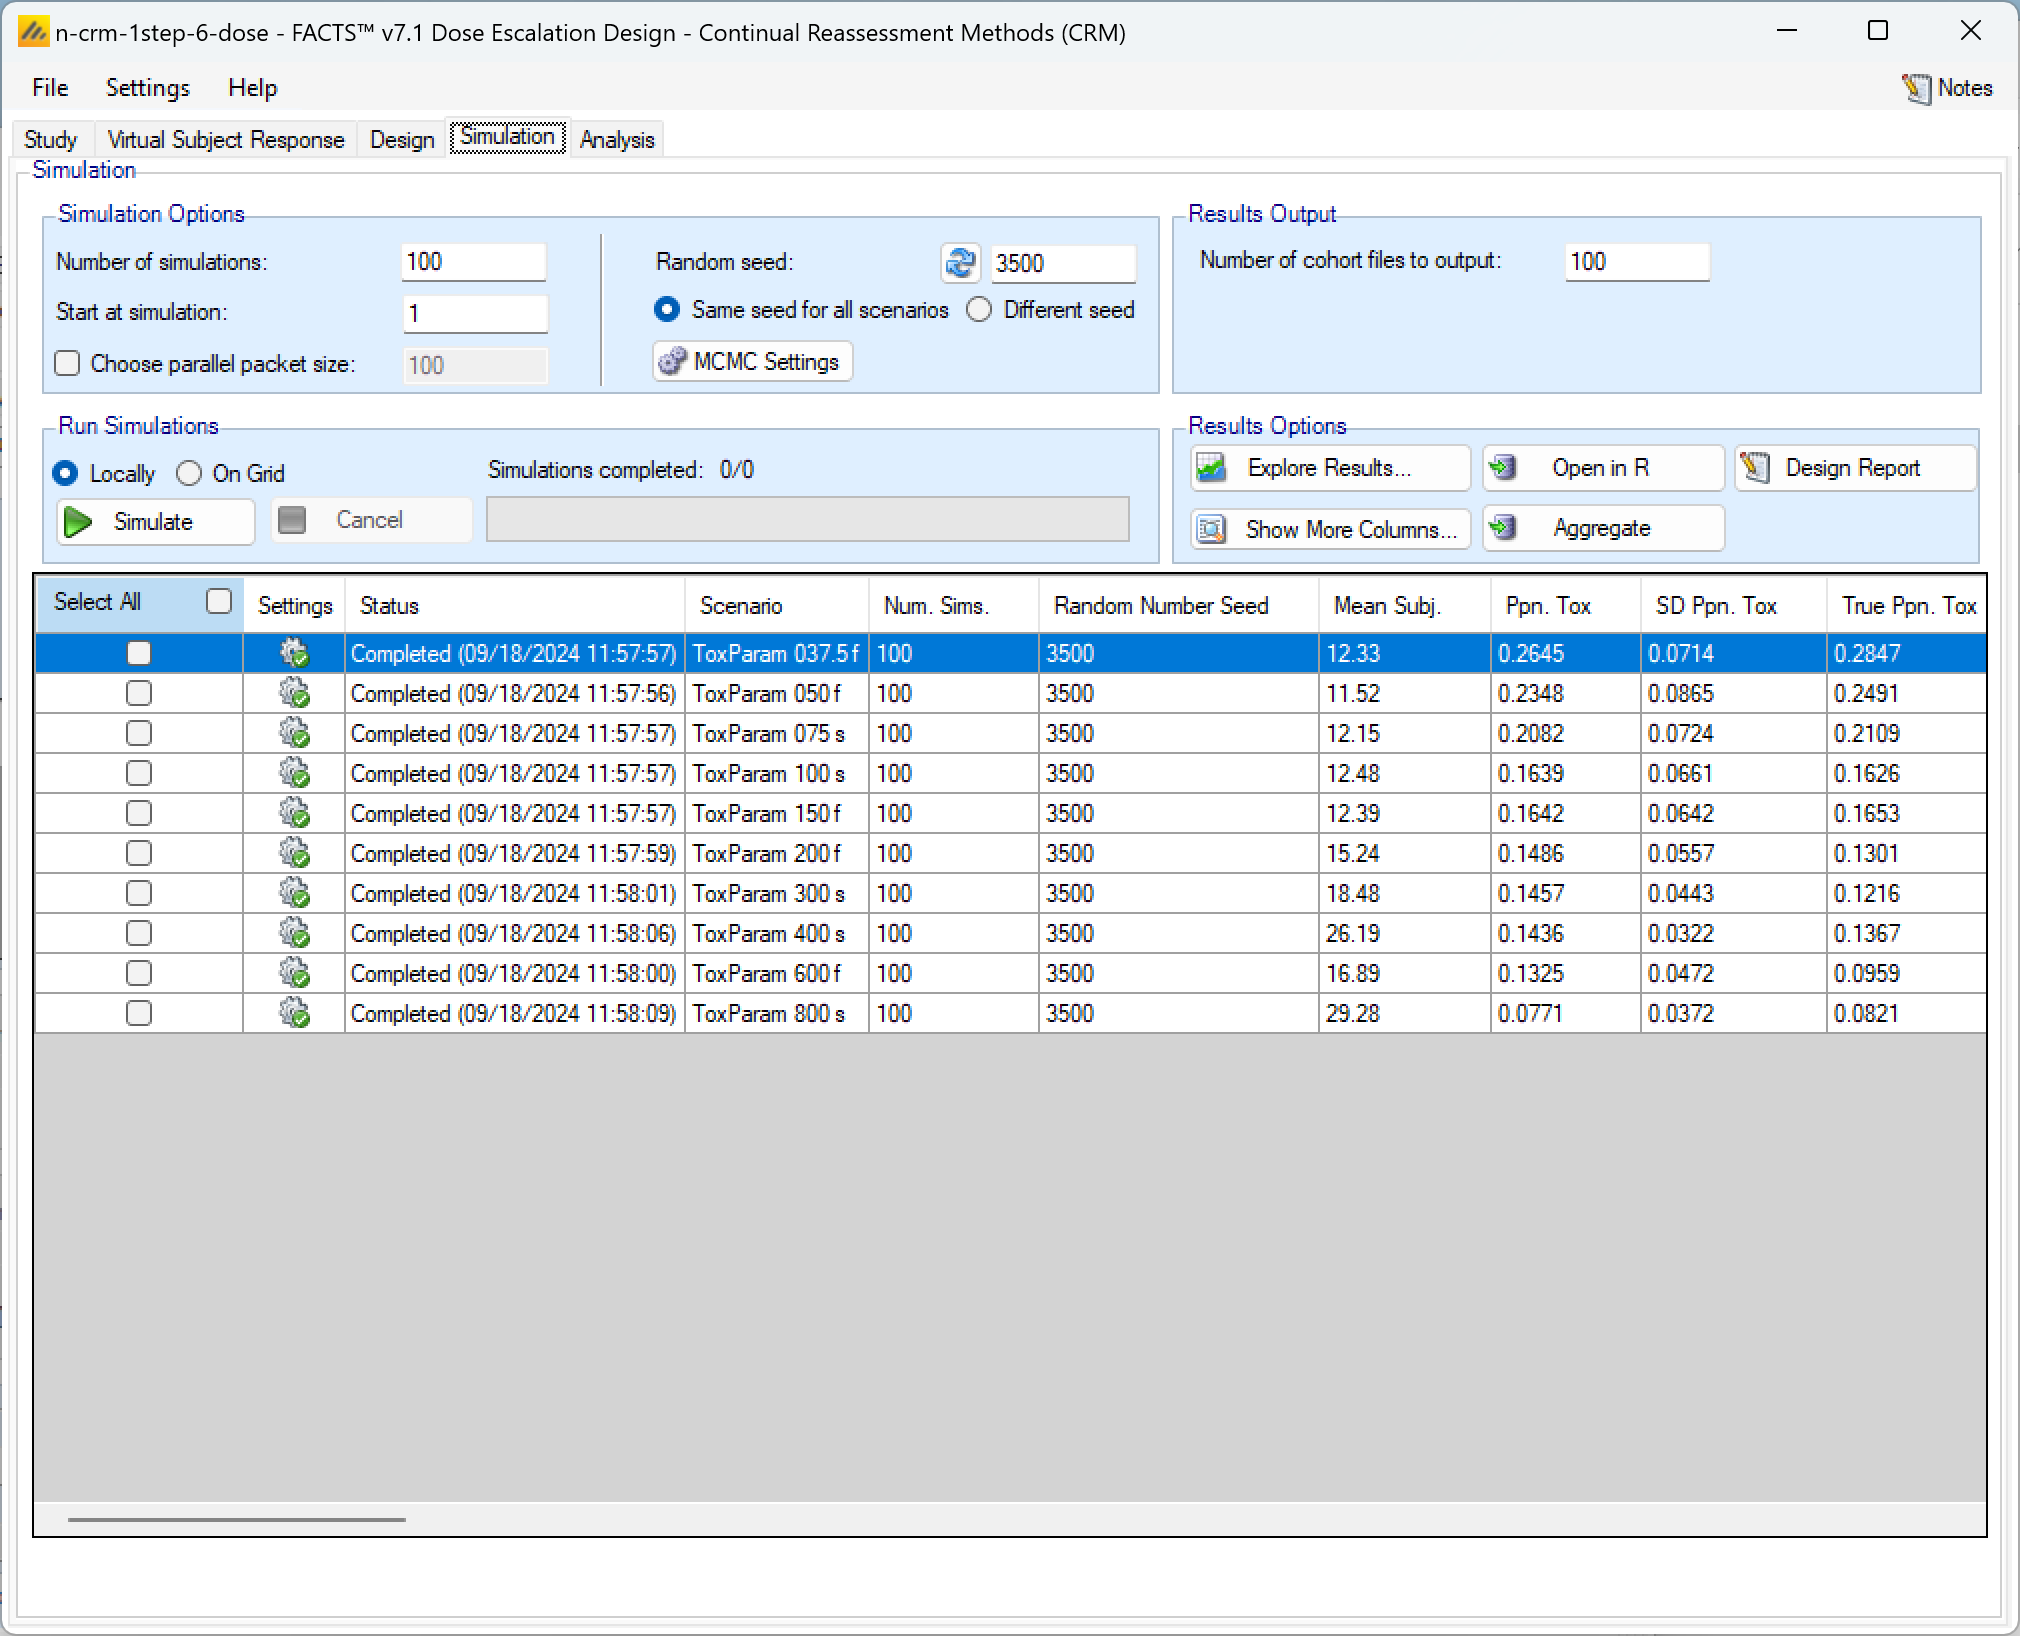 n-crm-1step-6-dose - FACTS™ v7.1 Dose Escalation Design - Continual Reassessment Methods (CRM)
File Settings Help Notes
Study Virtual Subject Response Design Simulation Analysis
Simulation
Simulation Options
Number of simulations: 100
Start at simulation: 1
Choose parallel packet size: 100
Random seed: 3500
Same seed for all scenarios Different seed
MCMC Settings
Results Output
Number of cohort files to output: 100
Run Simulations
Locally On Grid
Simulations completed: 0/0
Simulate Cancel
Results Options
Explore Results... Open in R Design Report
Show More Columns... Aggregate
Select All Settings Status Scenario Num. Sims. Random Number Seed Mean Subj. Ppn. Tox SD Ppn. Tox True Ppn. Tox
Completed (09/18/2024 11:57:57) ToxParam 037.5 f 100 3500 12.33 0.2645 0.0714 0.2847
Completed (09/18/2024 11:57:56) ToxParam 050 f 100 3500 11.52 0.2348 0.0865 0.2491
Completed (09/18/2024 11:57:57) ToxParam 075 s 100 3500 12.15 0.2082 0.0724 0.2109
Completed (09/18/2024 11:57:57) ToxParam 100 s 100 3500 12.48 0.1639 0.0661 0.1626
Completed (09/18/2024 11:57:57) ToxParam 150 f 100 3500 12.39 0.1642 0.0642 0.1653
Completed (09/18/2024 11:57:59) ToxParam 200 f 100 3500 15.24 0.1486 0.0557 0.1301
Completed (09/18/2024 11:58:01) ToxParam 300 s 100 3500 18.48 0.1457 0.0443 0.1216
Completed (09/18/2024 11:58:06) ToxParam 400 s 100 3500 26.19 0.1436 0.0322 0.1367
Completed (09/18/2024 11:58:00) ToxParam 600 f 100 3500 16.89 0.1325 0.0472 0.0959
Completed (09/18/2024 11:58:09) ToxParam 800 s 100 3500 29.28 0.0771 0.0372 0.0821